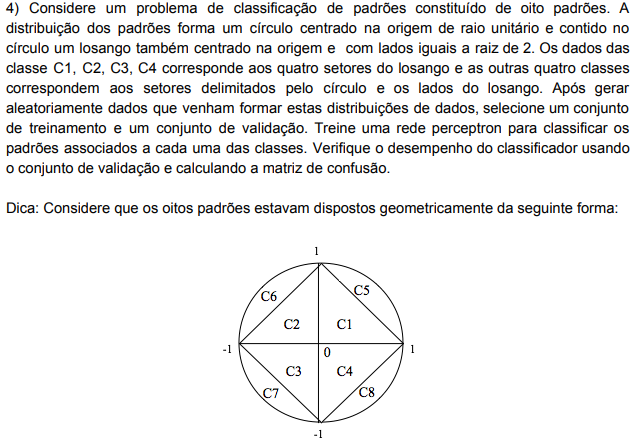 4) Considere um problema de classificação de padrões constituído de oito padrões. A
distribuição dos padrões forma um círculo centrado na origem de raio unitário e contido no
círculo um losango também centrado na origem e com lados iguais a raiz de 2. Os dados das
classe C1, C2, C3, C4 corresponde aos quatro setores do losango e as outras quatro classes
correspondem aos setores delimitados pelo círculo e os lados do losango. Após gerar
aleatoriamente dados que venham formar estas distribuições de dados, selecione um conjunto
de treinamento e um conjunto de validação. Treine uma rede perceptron para classificar os
padrões associados a cada uma das classes. Verifique o desempenho do classificador usando
o conjunto de validação e calculando a matriz de confusão.
Dica: Considere que os oitos padrões estavam dispostos geometricamente da seguinte forma:
1
C6 C5
C2 C1
-1 0 1
C3 C4
C7 C8
-1